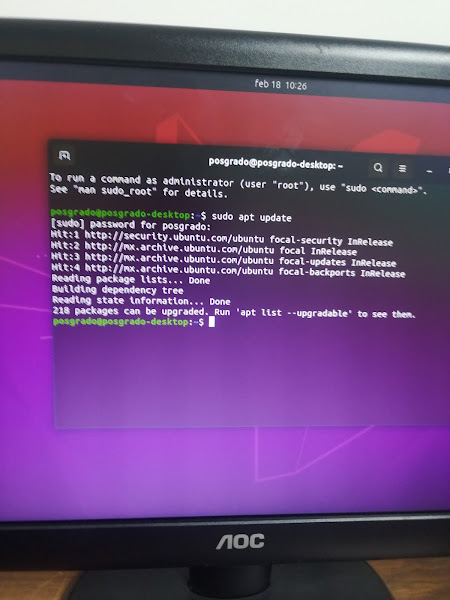 feb 18 10:26
posgrado@posgrado-desktop: ~
To run a command as administrator (user "root"), use "sudo <command>".
See "man sudo_root" for details.
posgrado@posgrado-desktop:~$ sudo apt update
[sudo] password for posgrado:
Hit:1 http://security.ubuntu.com/ubuntu focal-security InRelease
Hit:2 http://mx.archive.ubuntu.com/ubuntu focal InRelease
Hit:3 http://mx.archive.ubuntu.com/ubuntu focal-updates InRelease
Hit:4 http://mx.archive.ubuntu.com/ubuntu focal-backports InRelease
Reading package lists... Done
Building dependency tree
Reading state information... Done
218 packages can be upgraded. Run 'apt list --upgradable' to see them.
posgrado@posgrado-desktop:~$
AOC